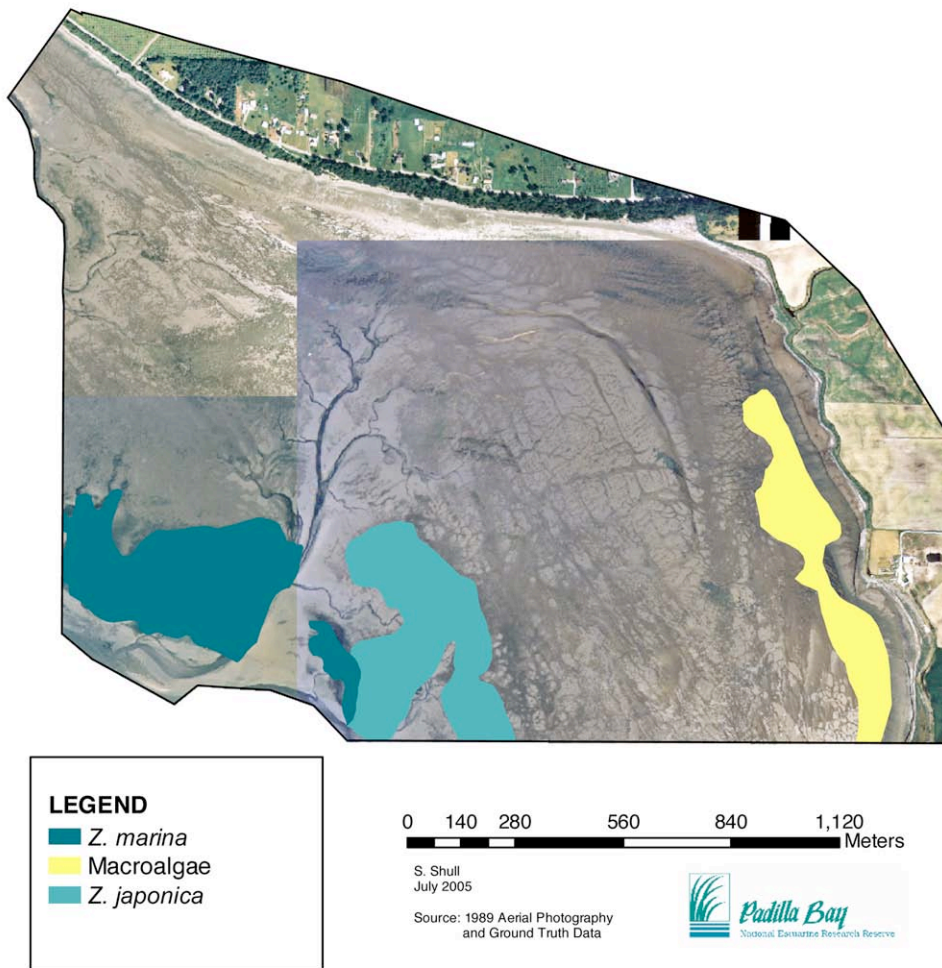 LEGEND
Z. marina
Macroalgae
Z. japonica
0 140 280 560 840 1,120
Meters
S. Shull
July 2005
Source: 1989 Aerial Photography
and Ground Truth Data
Padilla Bay
National Estuarine Research Reserve